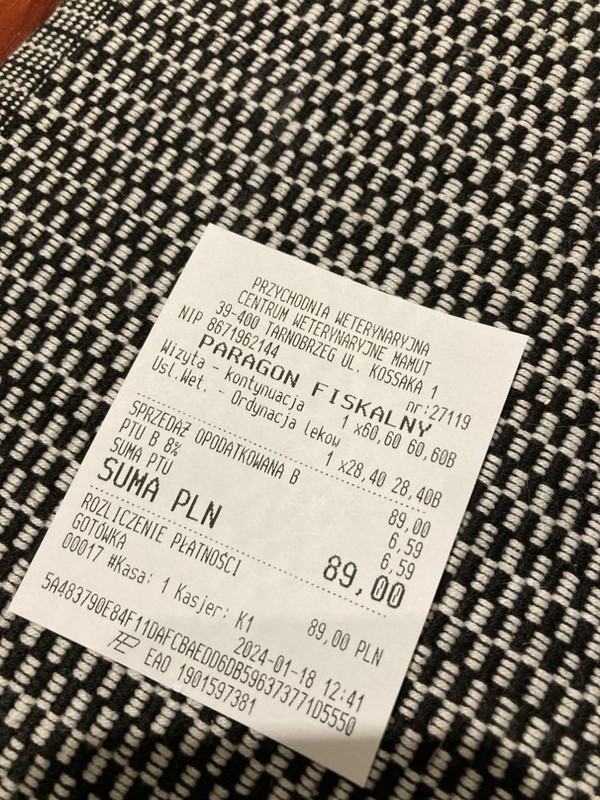 PRZYCHODNIA WETERYNARYJNA
CENTRUM WETERYNARYJNE MAMUT
39-400 TARNOBRZEG UL. KOSSAKA 1
NIP 8671962144 nr:27119
PARAGON FISKALNY
Wizyta - kontynuacja 1 x60,60 60,60B
Usl.Wet. - Ordynacja lekow 1 x28,40 28,40B
SPRZEDAŻ OPODATKOWANA B 89,00
PTU B 8% 6,59
SUMA PTU 6,59
SUMA PLN 89,00
ROZLICZENIE PŁATNOŚCI
GOTÓWKA 89,00 PLN
00017 #Kasa: 1 Kasjer: K1 2024-01-18 12:41
5A483790E84F11DAFCBAEDD6DB596373771D5550
EAO 1901597381